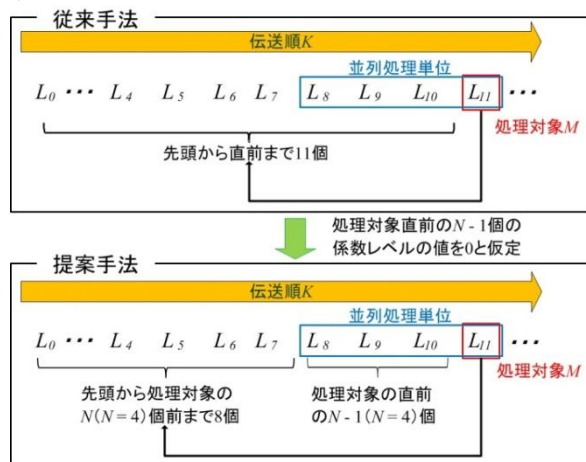 従来手法
伝送順K
並列処理単位
L0 ・・・ L4 L5 L6 L7 L8 L9 L10 L11 ・・・
処理対象M
先頭から直前まで11個
処理対象直前のN - 1個の
係数レベルの値を0と仮定
提案手法
伝送順K
並列処理単位
L0 ・・・ L4 L5 L6 L7 L8 L9 L10 L11 ・・・
処理対象M
先頭から処理対象の
N(N = 4)個前まで8個
処理対象の直前
のN - 1(N = 4)個